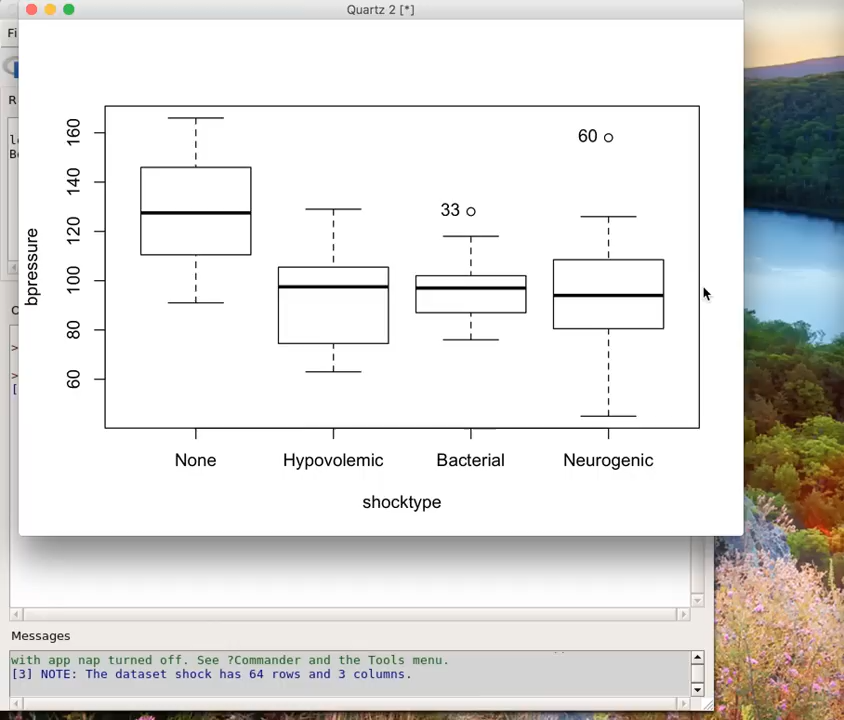 Quartz 2 [*]
Fi
R
160
60
140
33
120
bpressure
100
80
60
None
Hypovolemic
Bacterial
Neurogenic
shocktype
Messages
with app nap turned off. See ?Commander and the Tools menu.
[3] NOTE: The dataset shock has 64 rows and 3 columns.